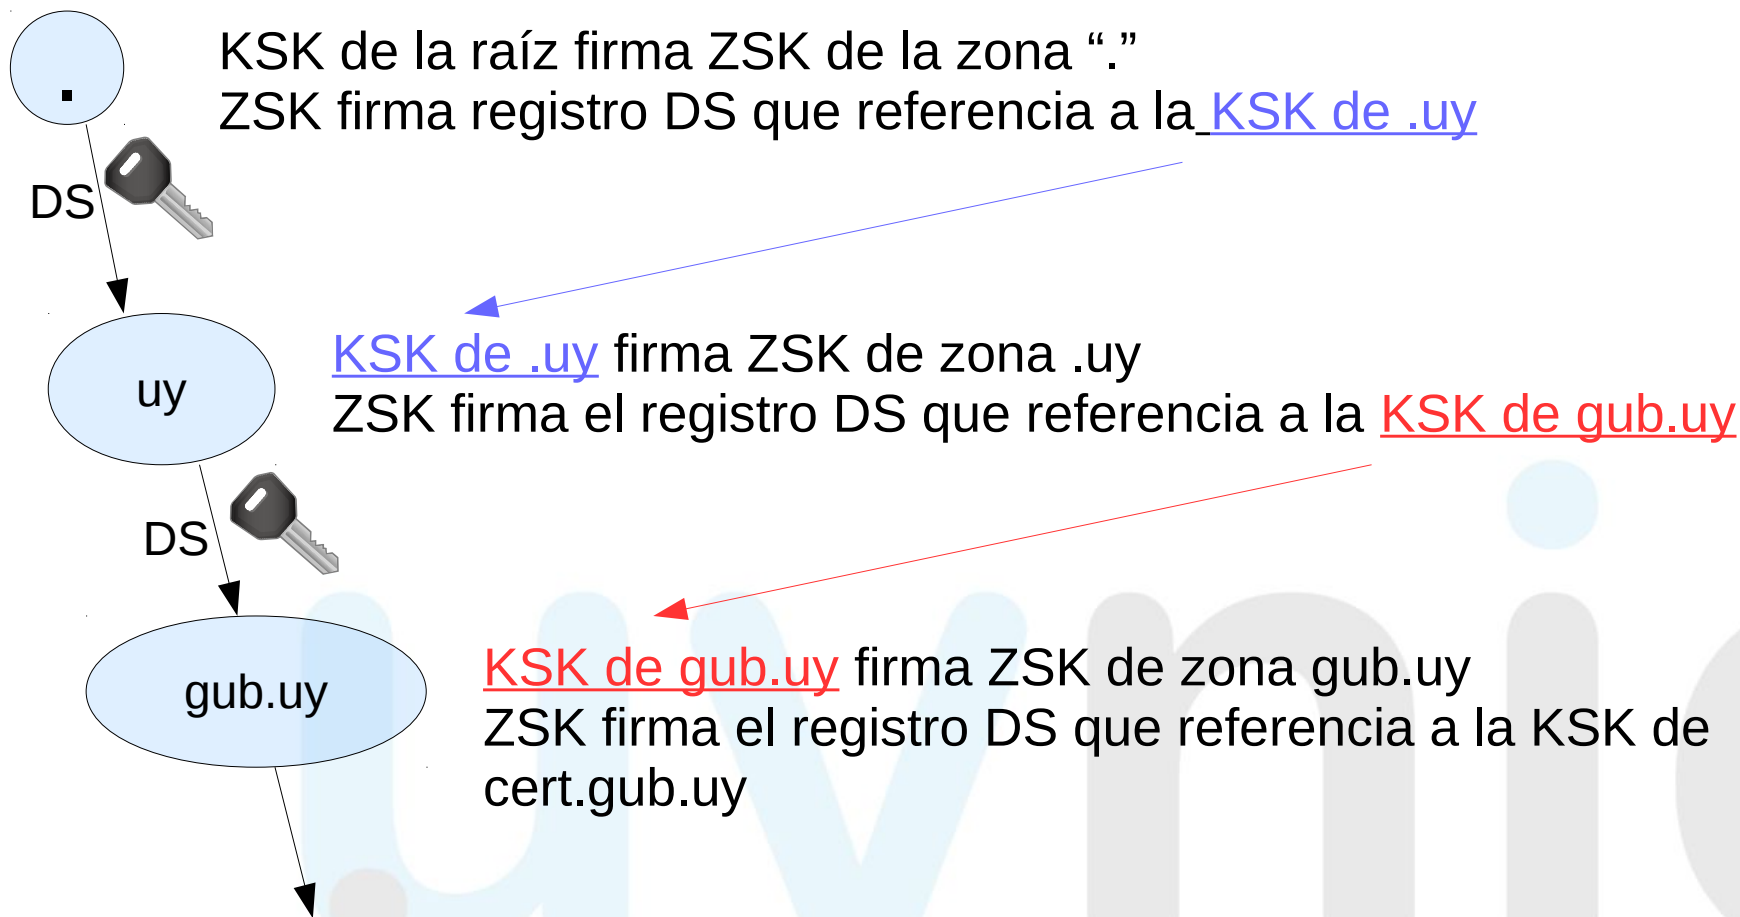 .
KSK de la raíz firma ZSK de la zona “.”
ZSK firma registro DS que referencia a la KSK de .uy
DS
uy
KSK de .uy firma ZSK de zona .uy
ZSK firma el registro DS que referencia a la KSK de gub.uy
DS
gub.uy
KSK de gub.uy firma ZSK de zona gub.uy
ZSK firma el registro DS que referencia a la KSK de
cert.gub.uy